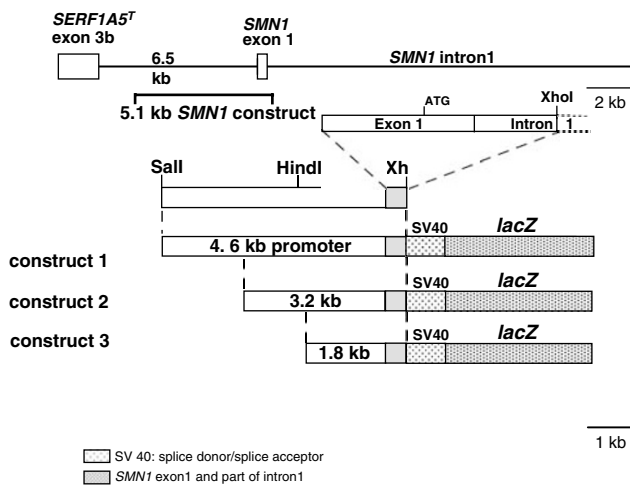 SERF1A5ᵀ
exon 3b
SMN1
exon 1
6.5
kb
SMN1 intron1
5.1 kb SMN1 construct
2 kb
ATG
XhoI
Exon 1
Intron 1
SalI
HindI
Xh
construct 1
4. 6 kb promoter
SV40
lacZ
construct 2
3.2 kb
SV40
lacZ
construct 3
1.8 kb
SV40
lacZ
1 kb
SV 40: splice donor/splice acceptor
SMN1 exon1 and part of intron1